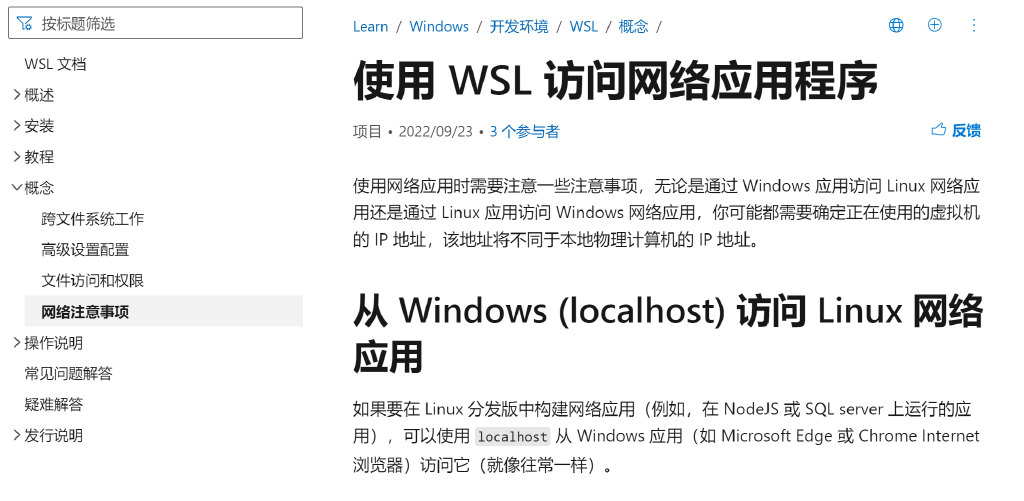 按标题筛选
WSL 文档
概述
安装
教程
概念
跨文件系统工作
高级设置配置
文件访问和权限
网络注意事项
操作说明
常见问题解答
疑难解答
发行说明
Learn / Windows / 开发环境 / WSL / 概念 /
使用 WSL 访问网络应用程序
项目 • 2022/09/23 • 3 个参与者
反馈
使用网络应用时需要注意一些注意事项，无论是通过 Windows 应用访问 Linux 网络应
用还是通过 Linux 应用访问 Windows 网络应用，你可能都需要确定正在使用的虚拟机
的 IP 地址，该地址将不同于本地物理计算机的 IP 地址。
从 Windows (localhost) 访问 Linux 网络
应用
如果要在 Linux 分发版中构建网络应用（例如，在 NodeJS 或 SQL server 上运行的应
用），可以使用 localhost 从 Windows 应用（如 Microsoft Edge 或 Chrome Internet
浏览器）访问它（就像往常一样）。